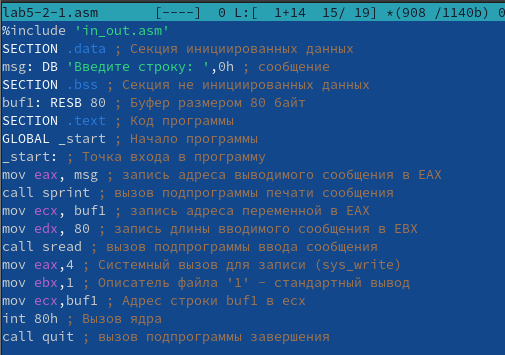 lab5-2-1.asm [----] 0 L:[ 1+14 15/ 19] *(908 /1140b) 0
%include 'in_out.asm'
SECTION .data ; Секция инициированных данных
msg: DB 'Введите строку: ',0h ; сообщение
SECTION .bss ; Секция не инициированных данных
buf1: RESB 80 ; Буфер размером 80 байт
SECTION .text ; Код программы
GLOBAL _start ; Начало программы
_start: ; Точка входа в программу
mov eax, msg ; запись адреса выводимого сообщения в EAX
call sprint ; вызов подпрограммы печати сообщения
mov ecx, buf1 ; запись адреса переменной в EAX
mov edx, 80 ; запись длины вводимого сообщения в EBX
call sread ; вызов подпрограммы ввода сообщения
mov eax,4 ; Системный вызов для записи (sys_write)
mov ebx,1 ; Описатель файла '1' - стандартный вывод
mov ecx,buf1 ; Адрес строки buf1 в ecx
int 80h ; Вызов ядра
call quit ; вызов подпрограммы завершения